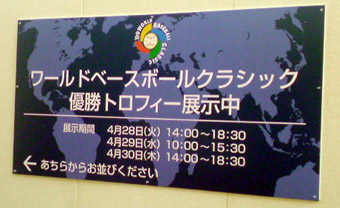 WORLD BASEBALL CLASSIC
ワールドベースボールクラシック
優勝トロフィー展示中
展示期間 4月28日(火) 14:00～18:30
4月29日(水) 10:00～15:30
4月30日(木) 14:00～18:30
←あちらからお並びください